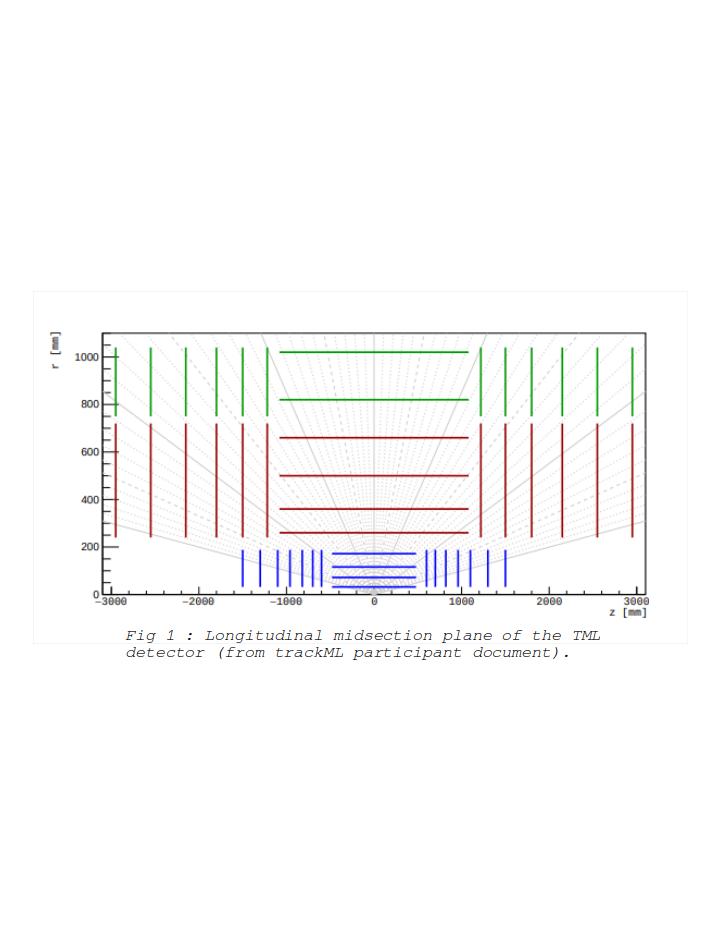 r [mm]
1000
800
600
400
200
0
−3000 −2000 −1000 0 1000 2000 3000
z [mm]
Fig 1 : Longitudinal midsection plane of the TML
detector (from trackML participant document).